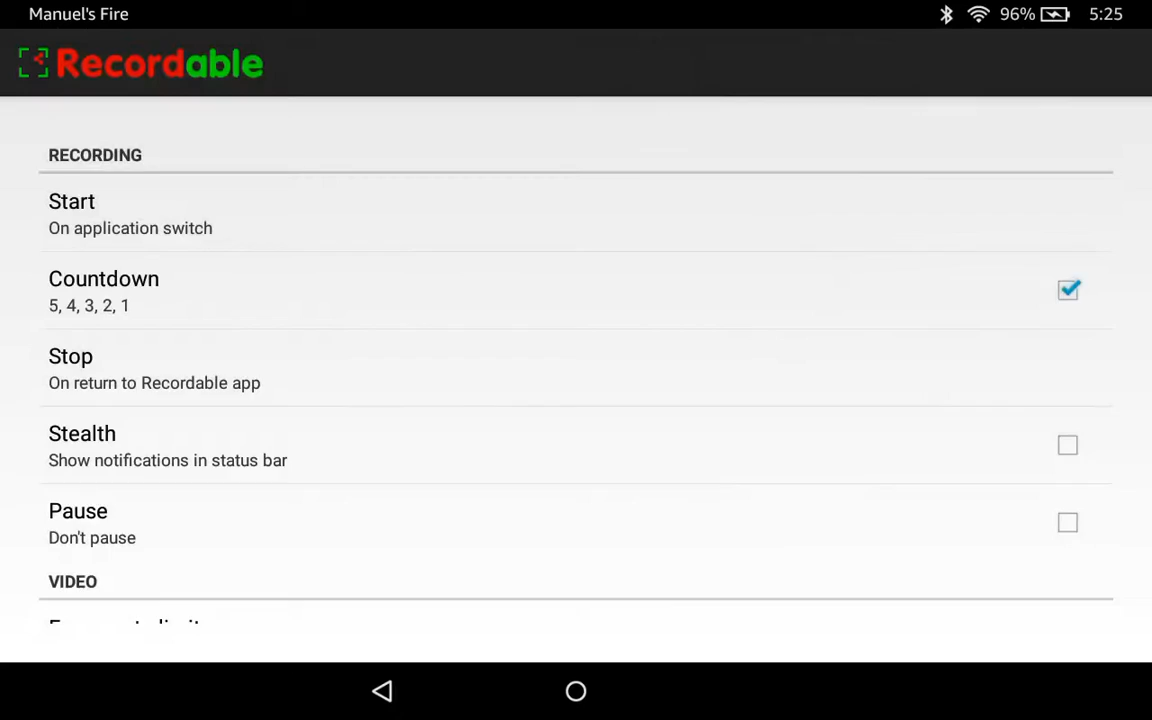 Manuel's Fire
96%
5:25
Recordable
RECORDING
Start
On application switch
Countdown
5, 4, 3, 2, 1
Stop
On return to Recordable app
Stealth
Show notifications in status bar
Pause
Don't pause
VIDEO